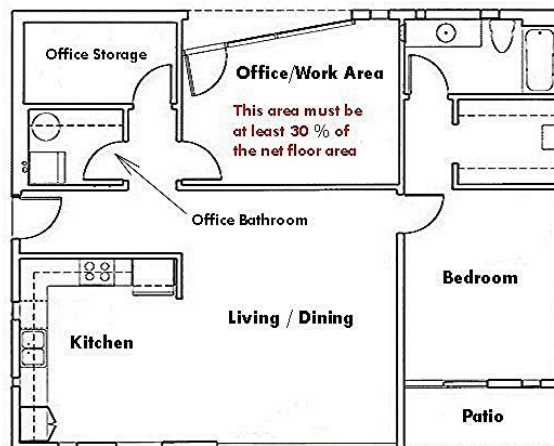 Office Storage
Office/Work Area
This area must be
at least 30 % of
the net floor area
Office Bathroom
Bedroom
Living / Dining
Kitchen
Patio